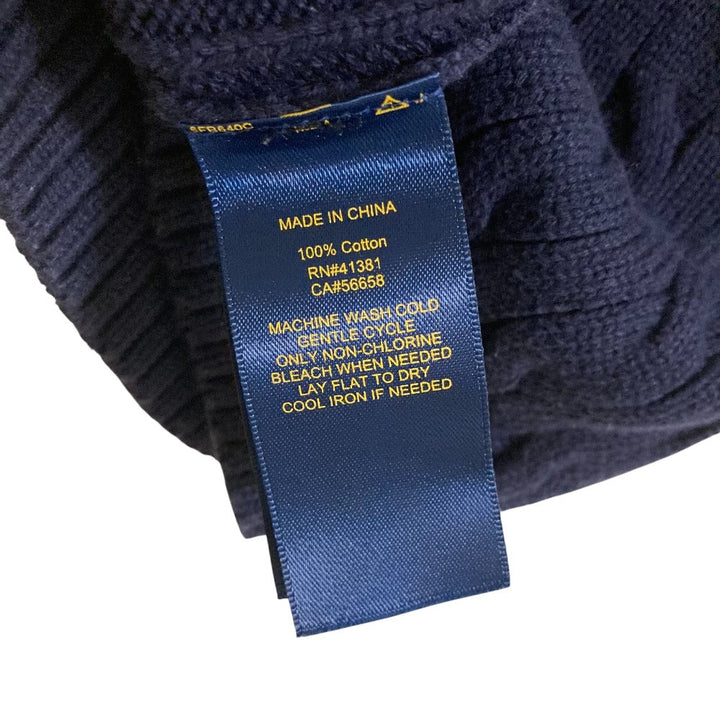 MADE IN CHINA
100% Cotton
RN#41381
CA#56658
MACHINE WASH COLD
GENTLE CYCLE
ONLY NON-CHLORINE
BLEACH WHEN NEEDED
LAY FLAT TO DRY
COOL IRON IF NEEDED